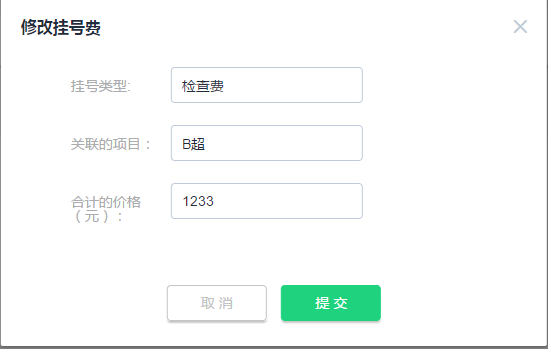 修改挂号费
挂号类型:
检查费
关联的项目：
B超
合计的价格
（元）：
1233
取 消
提 交